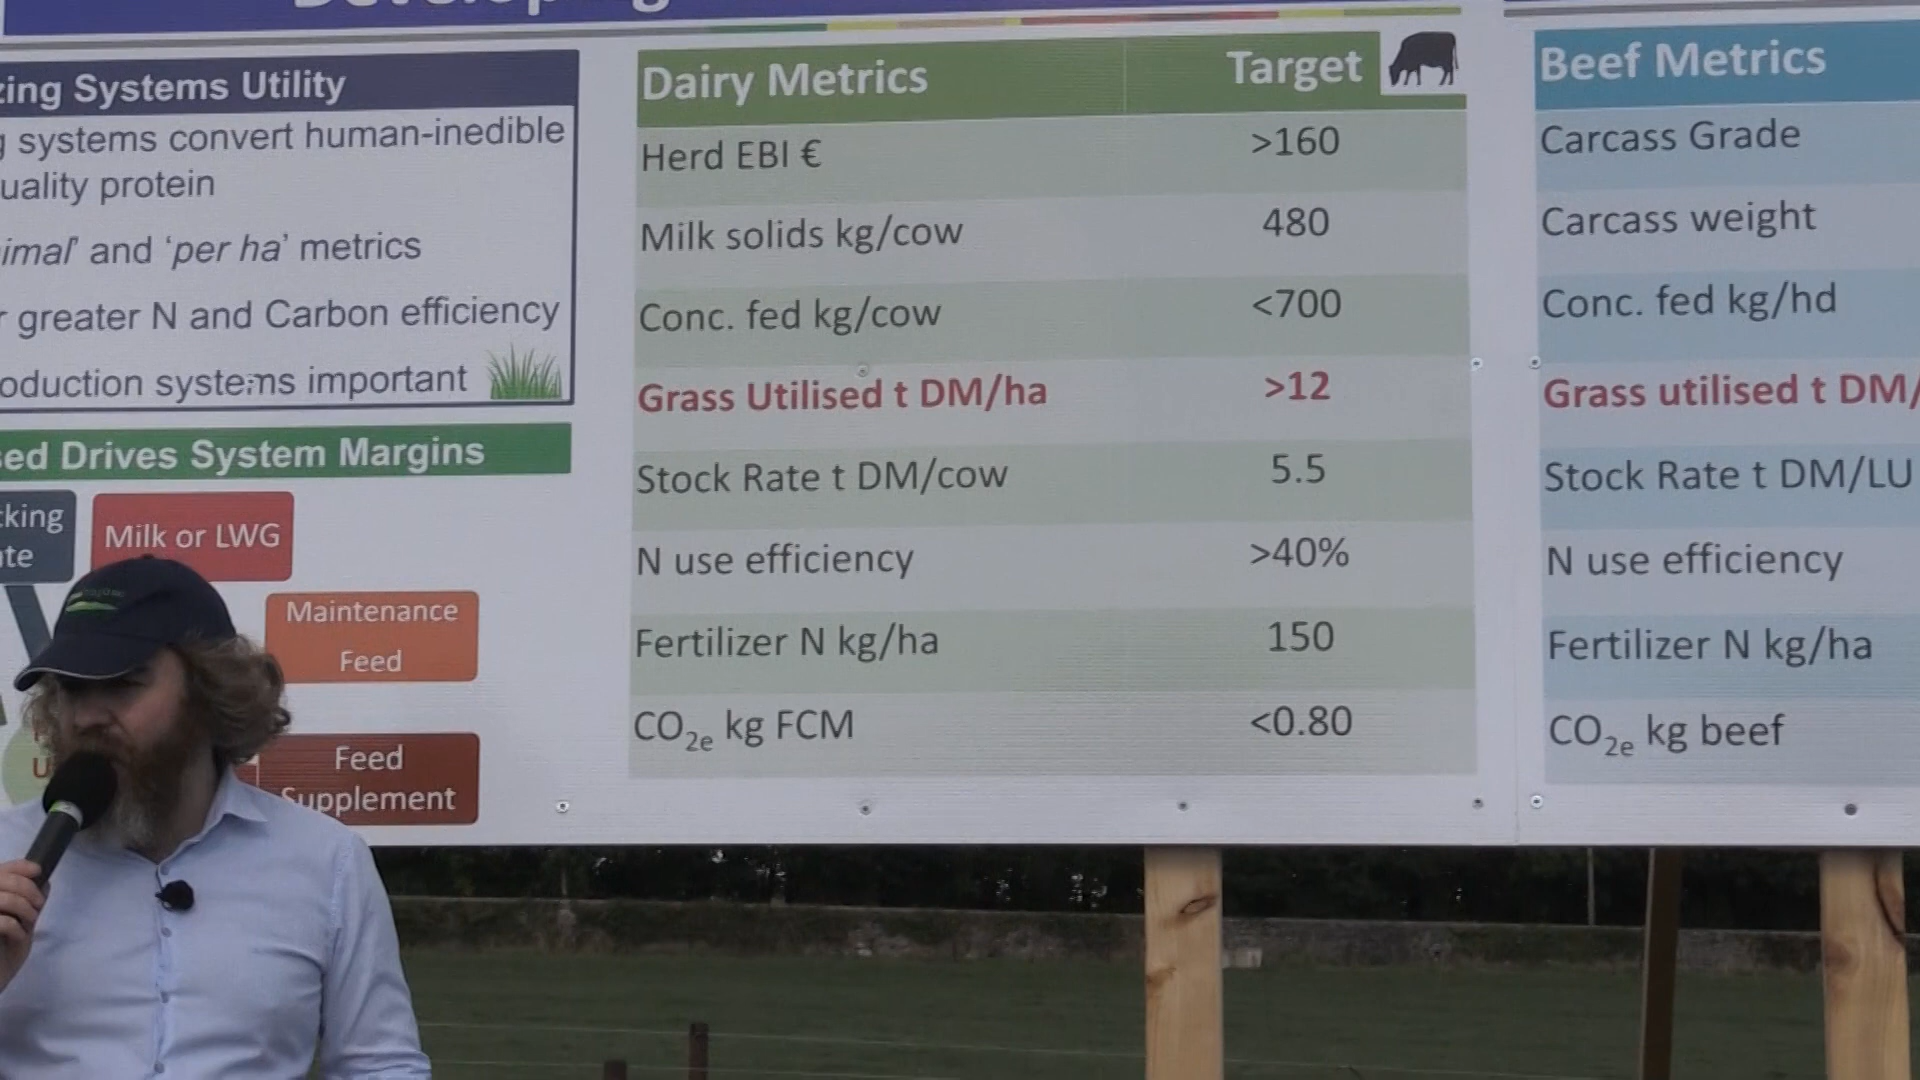 zing Systems Utility
g systems convert human-inedible
uality protein
imal' and 'per ha' metrics
r greater N and Carbon efficiency
oduction systems important
sed Drives System Margins
cking
te
Milk or LWG
Maintenance
Feed
U
Feed
Supplement
Dairy Metrics Target
Herd EBI € >160
Milk solids kg/cow 480
Conc. fed kg/cow <700
Grass Utilised t DM/ha >12
Stock Rate t DM/cow 5.5
N use efficiency >40%
Fertilizer N kg/ha 150
CO2e kg FCM <0.80
Beef Metrics
Carcass Grade
Carcass weight
Conc. fed kg/hd
Grass utilised t DM/
Stock Rate t DM/LU
N use efficiency
Fertilizer N kg/ha
CO2e kg beef